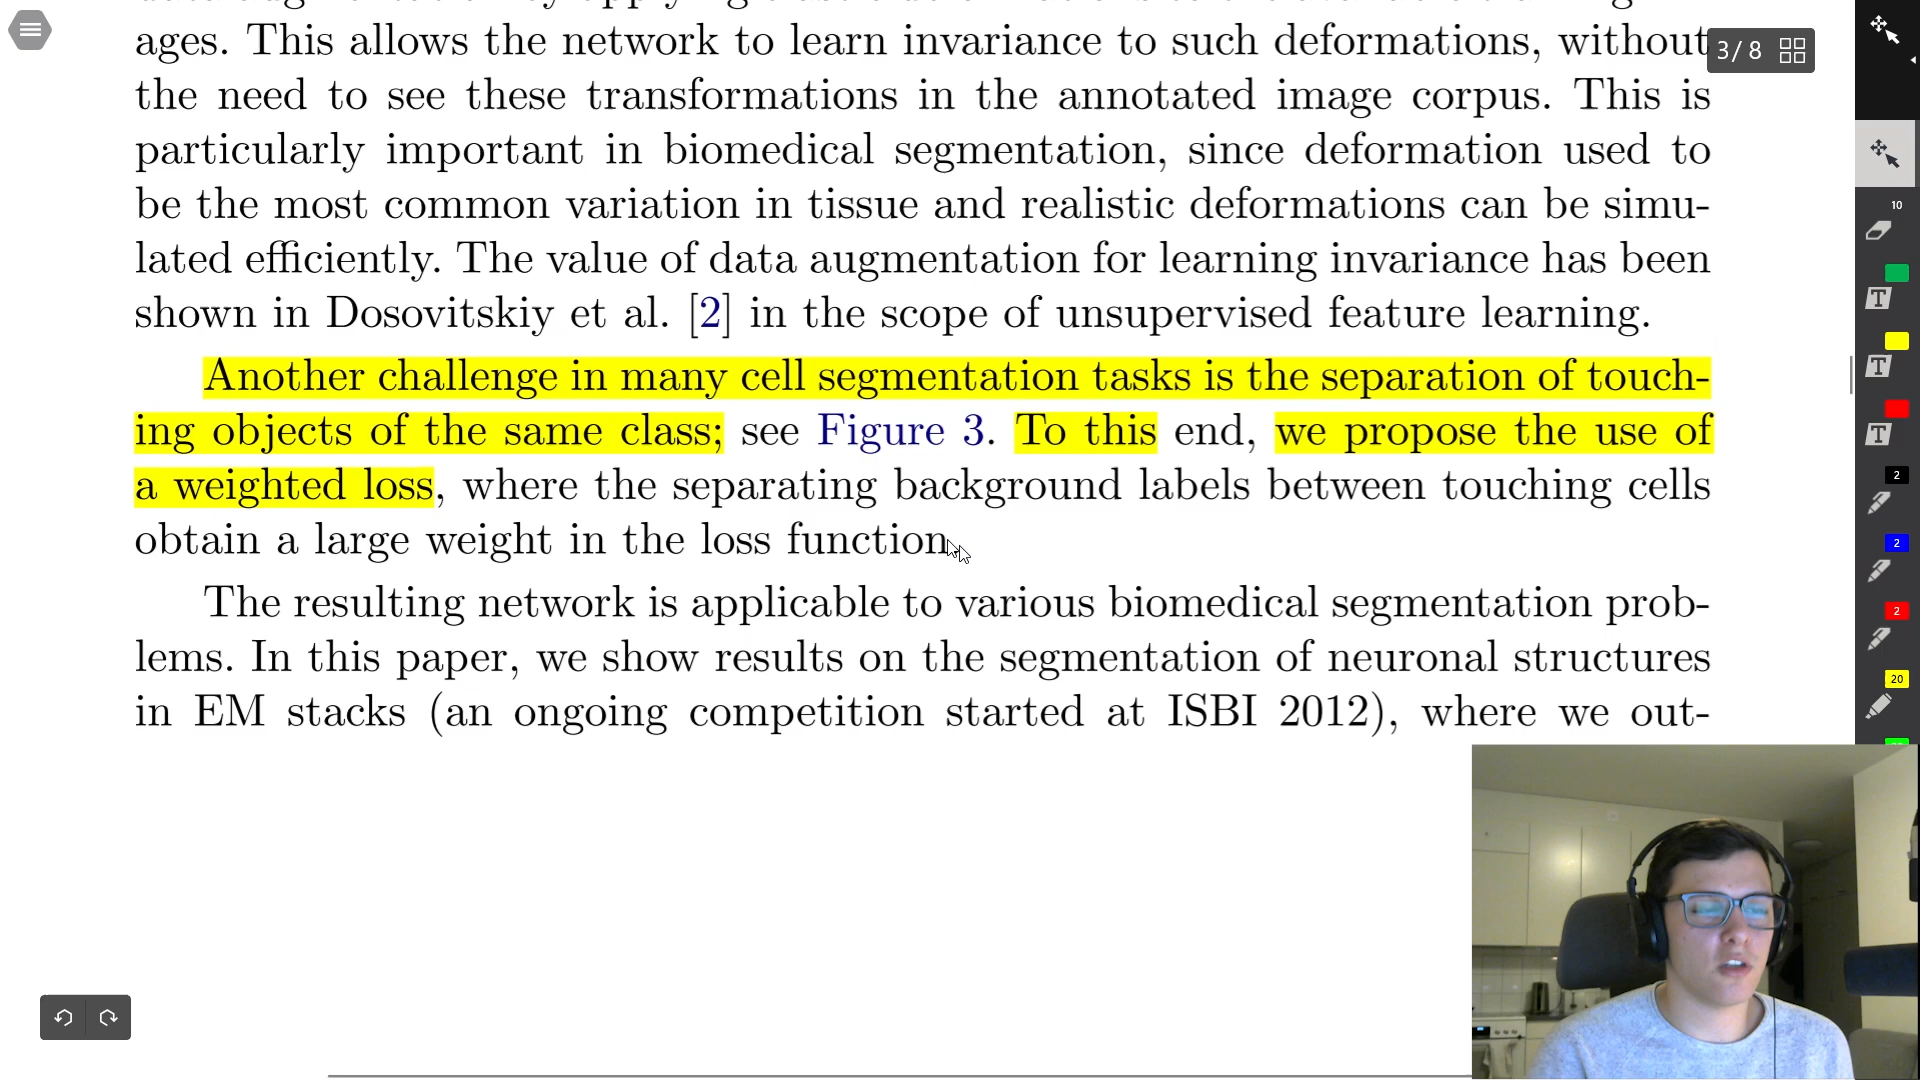 ages. This allows the network to learn invariance to such deformations, without
3/8
the need to see these transformations in the annotated image corpus. This is
particularly important in biomedical segmentation, since deformation used to
be the most common variation in tissue and realistic deformations can be simu-
lated efficiently. The value of data augmentation for learning invariance has been
shown in Dosovitskiy et al. [2] in the scope of unsupervised feature learning.
Another challenge in many cell segmentation tasks is the separation of touch-
ing objects of the same class; see Figure 3. To this end, we propose the use of
a weighted loss, where the separating background labels between touching cells
obtain a large weight in the loss function.
The resulting network is applicable to various biomedical segmentation prob-
lems. In this paper, we show results on the segmentation of neuronal structures
in EM stacks (an ongoing competition started at ISBI 2012), where we out-
10
T
T
T
2
2
2
20